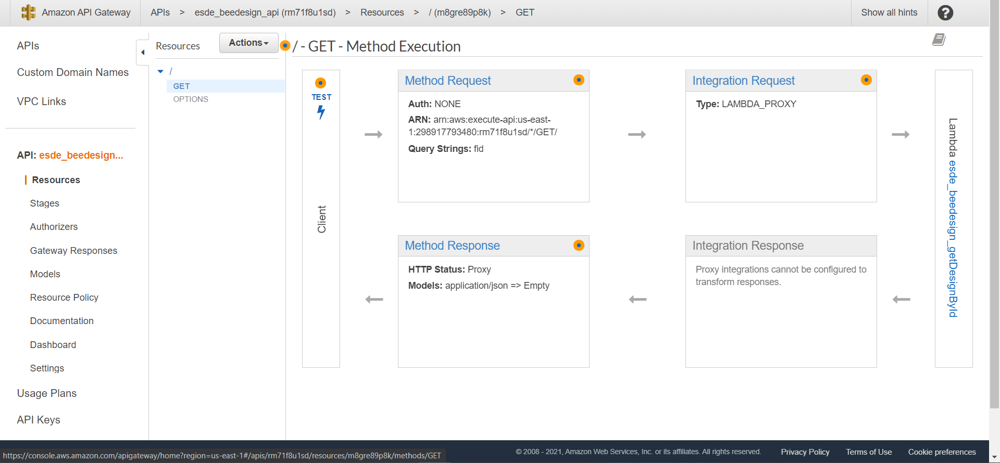 Amazon API Gateway
APIs > esde_beedesign_api (rm71f8u1sd) > Resources > / (m8gre89p8k) > GET
Show all hints
?
APIs
Custom Domain Names
VPC Links
API: esde_beedesign...
Resources
Stages
Authorizers
Gateway Responses
Models
Resource Policy
Documentation
Dashboard
Settings
Usage Plans
API Keys
Resources
Actions
/
GET
OPTIONS
/ - GET - Method Execution
TEST
Client
Method Request
Auth: NONE
ARN: arn:aws:execute-api:us-east-
1:298917793480:rm71f8u1sd/*/GET/
Query Strings: fid
Integration Request
Type: LAMBDA_PROXY
Lambda esde_beedesign_getDesignById
Method Response
HTTP Status: Proxy
Models: application/json => Empty
Integration Response
Proxy integrations cannot be configured to
transform responses.
https://console.aws.amazon.com/apigateway/home?region=us-east-1#/apis/rm71f8u1sd/resources/m8gre89p8k/methods/GET
© 2008 - 2021, Amazon Web Services, Inc. or its affiliates. All rights reserved.
Privacy Policy
Terms of Use
Cookie preferences